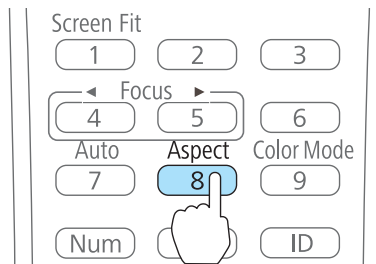 Screen Fit
1 2 3
◄ Focus ►
4 5 6
Auto Aspect Color Mode
7 8 9
Num ID